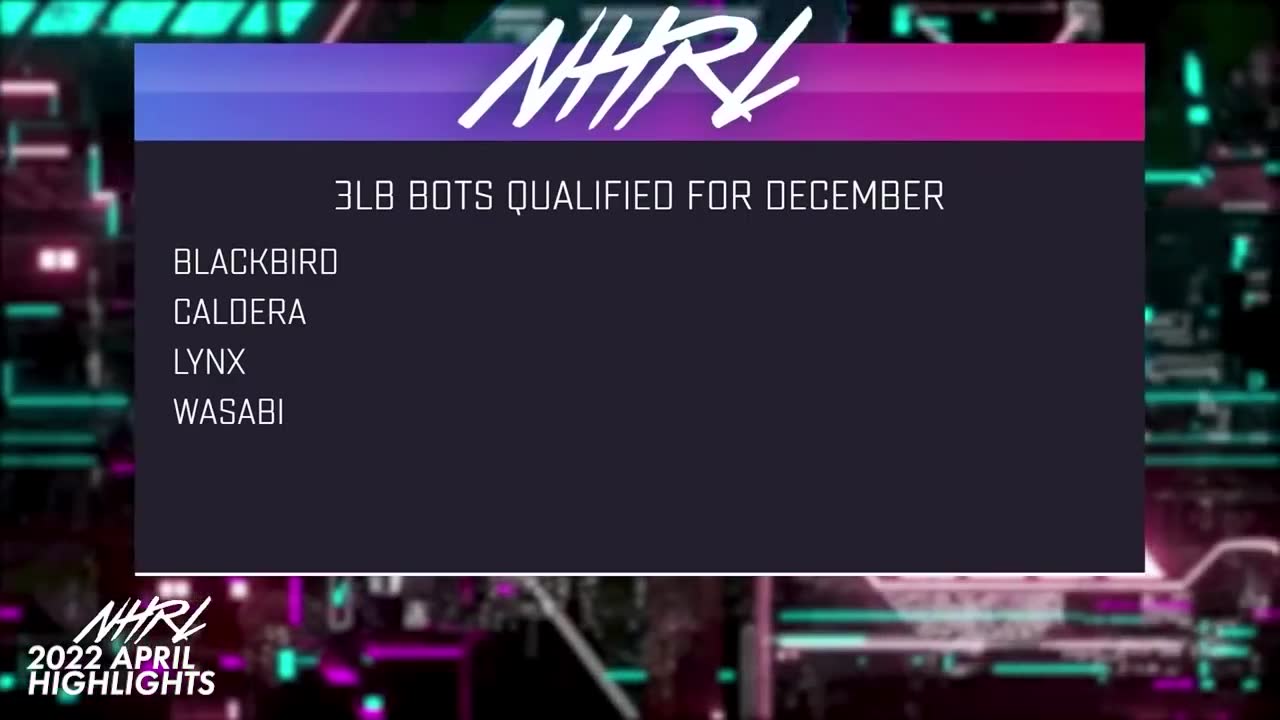 NHRL
3LB BOTS QUALIFIED FOR DECEMBER
BLACKBIRD
CALDERA
LYNX
WASABI
NHRL
2022 APRIL
HIGHLIGHTS